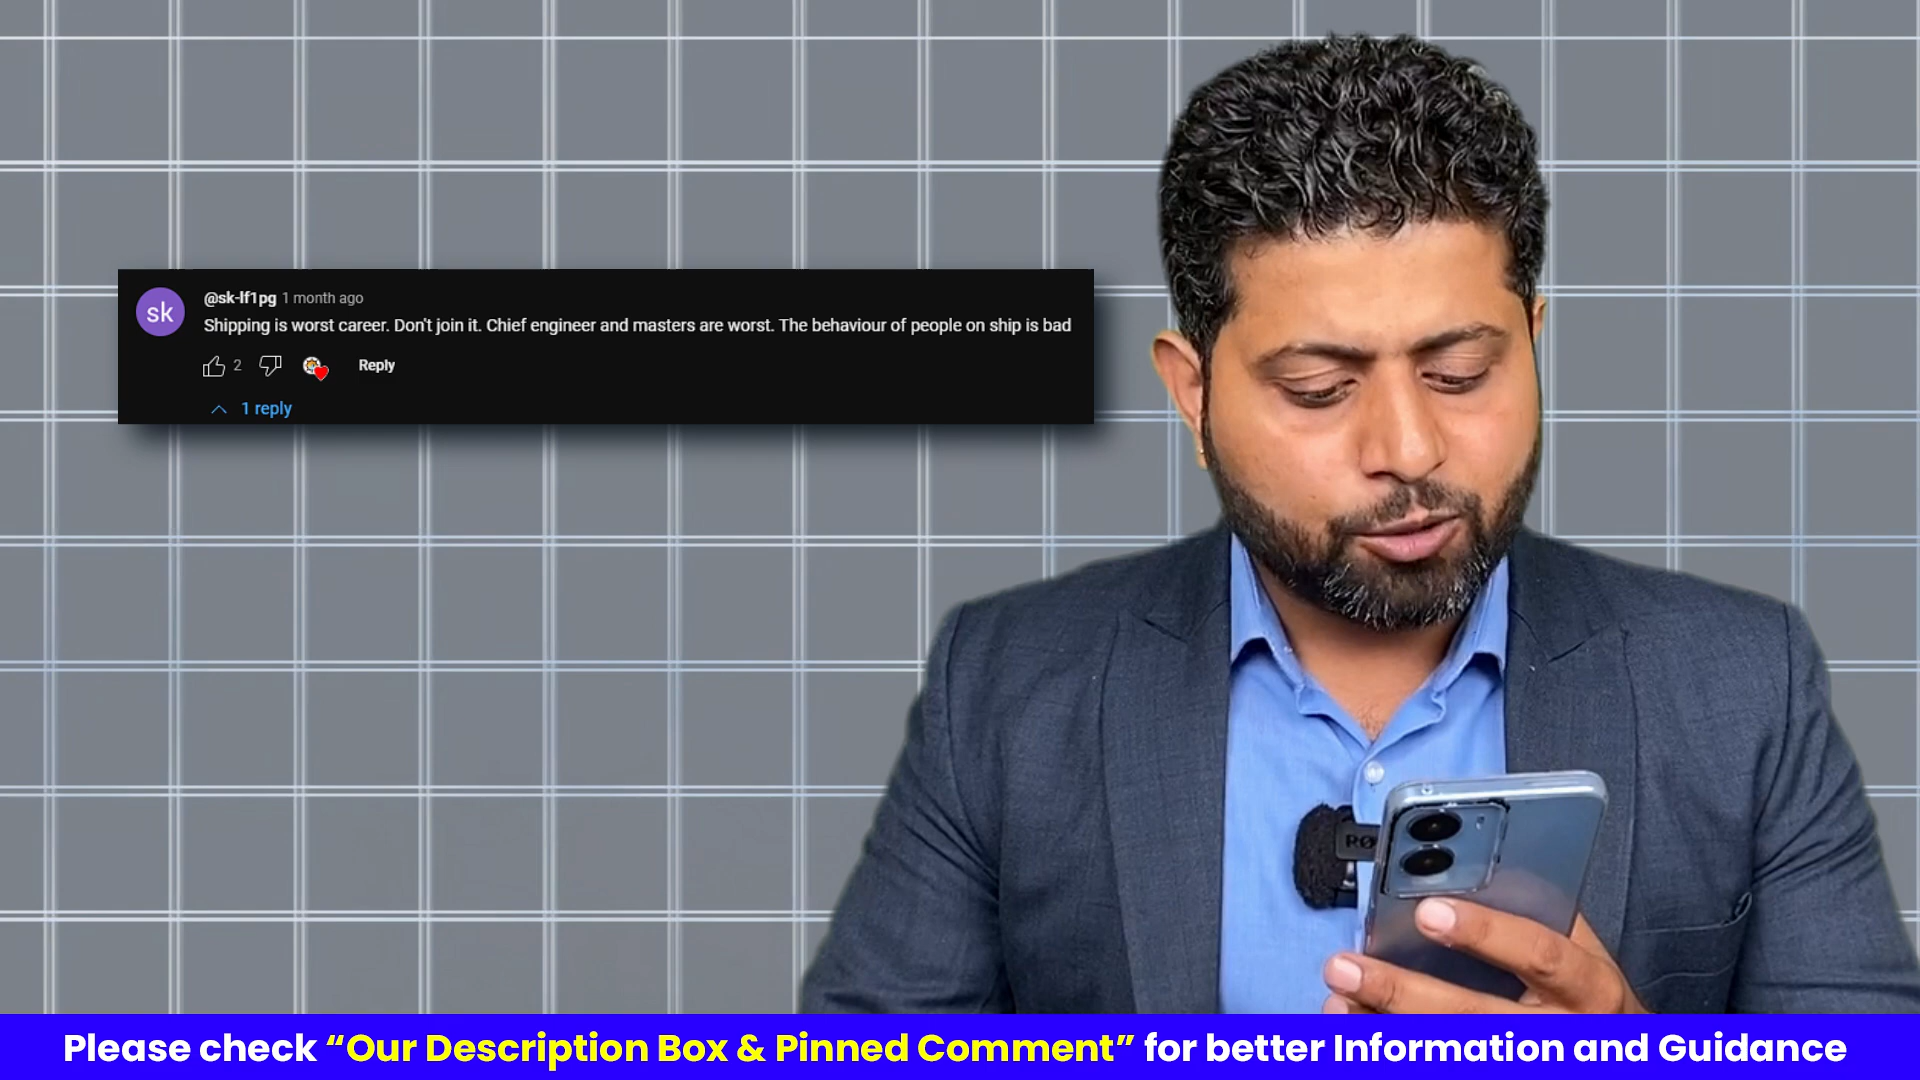 sk
@sk-lf1pg 1 month ago
Shipping is worst career. Don't join it. Chief engineer and masters are worst. The behaviour of people on ship is bad
2 Reply
1 reply
Please check “Our Description Box & Pinned Comment” for better Information and Guidance